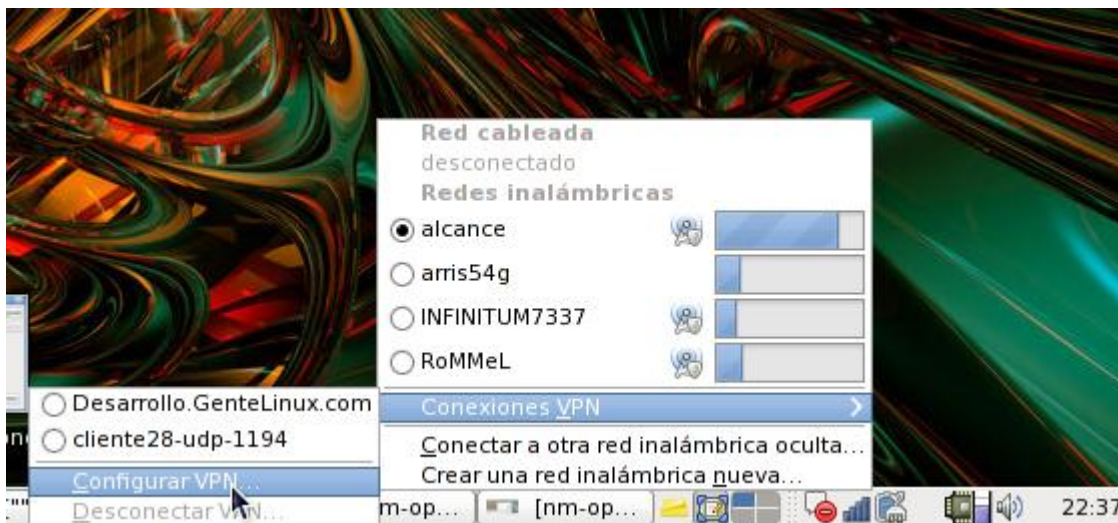 Red cableada
desconectado
Redes inalámbricas
alcance
arris54g
INFINITUM7337
RoMMeL
Conexiones VPN
Conectar a otra red inalámbrica oculta...
Crear una red inalámbrica nueva...
Desarrollo.GenteLinux.com
cliente28-udp-1194
Configurar VPN...
Desconectar VPN...
m-op...
[nm-op...
22:37